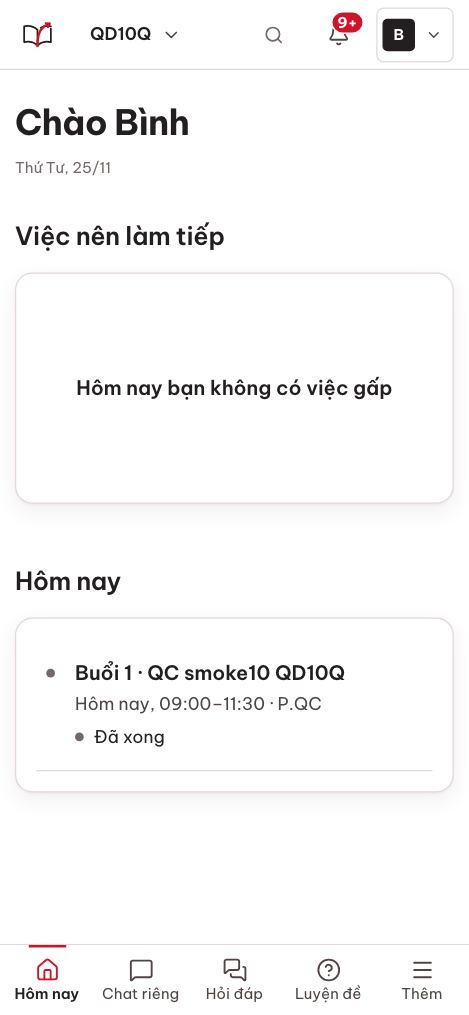 QD10Q
9+
B
Chào Bình
Thứ Tư, 25/11
Việc nên làm tiếp
Hôm nay bạn không có việc gấp
Hôm nay
Buổi 1 · QC smoke10 QD10Q
Hôm nay, 09:00–11:30 · P.QC
Đã xong
Hôm nay
Chat riêng
Hỏi đáp
Luyện đề
Thêm